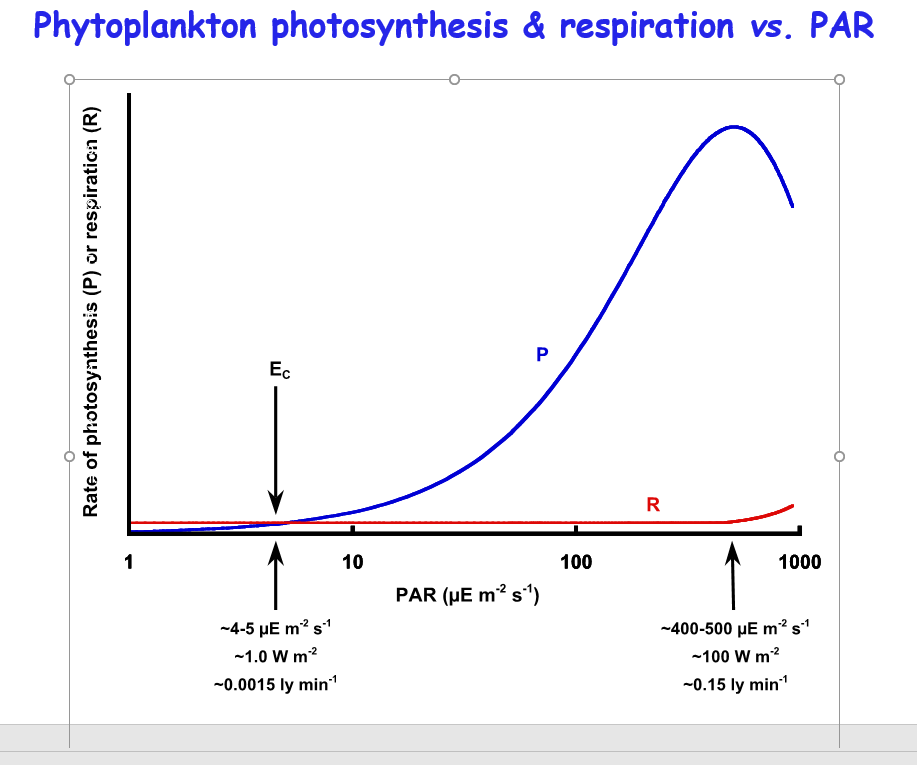 Phytoplankton photosynthesis & respiration vs. PAR
Rate of photosynthesis (P) or respiration (R)
E_C
P
R
1 10 100 1000
PAR (µE m⁻² s⁻¹)
~4-5 µE m⁻² s⁻¹
~1.0 W m⁻²
~0.0015 ly min⁻¹
~400-500 µE m⁻² s⁻¹
~100 W m⁻²
~0.15 ly min⁻¹